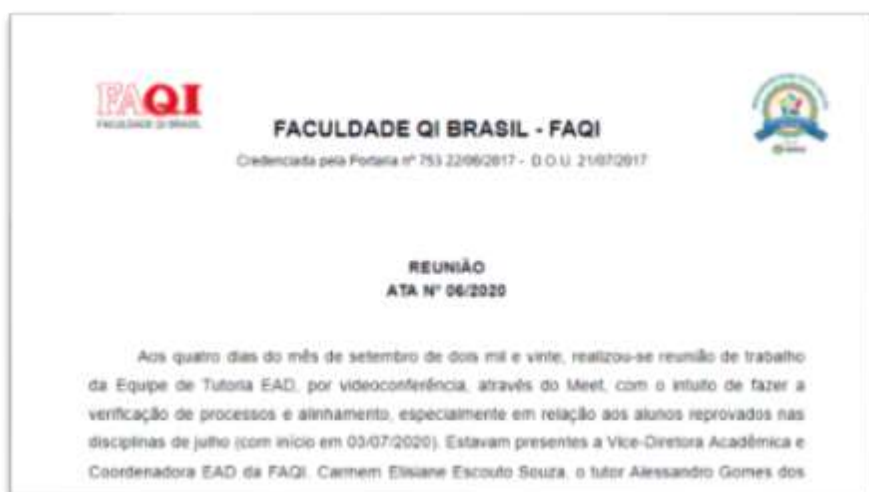 FAQI
FACULDADE QI BRASIL
FACULDADE QI BRASIL - FAQI
Credenciada pela Portaria nº 753 22/06/2017 - D.O.U. 21/07/2017
REUNIÃO
ATA N° 06/2020
Aos quatro dias do mês de setembro de dois mil e vinte, realizou-se reunião de trabalho
da Equipe de Tutoria EAD, por videoconferência, através do Meet, com o intuito de fazer a
verificação de processos e alinhamento, especialmente em relação aos alunos reprovados nas
disciplinas de julho (com início em 03/07/2020). Estavam presentes a Vice-Diretora Acadêmica e
Coordenadora EAD da FAQI, Carmem Elisiane Escouto Souza, o tutor Alessandro Gomes dos